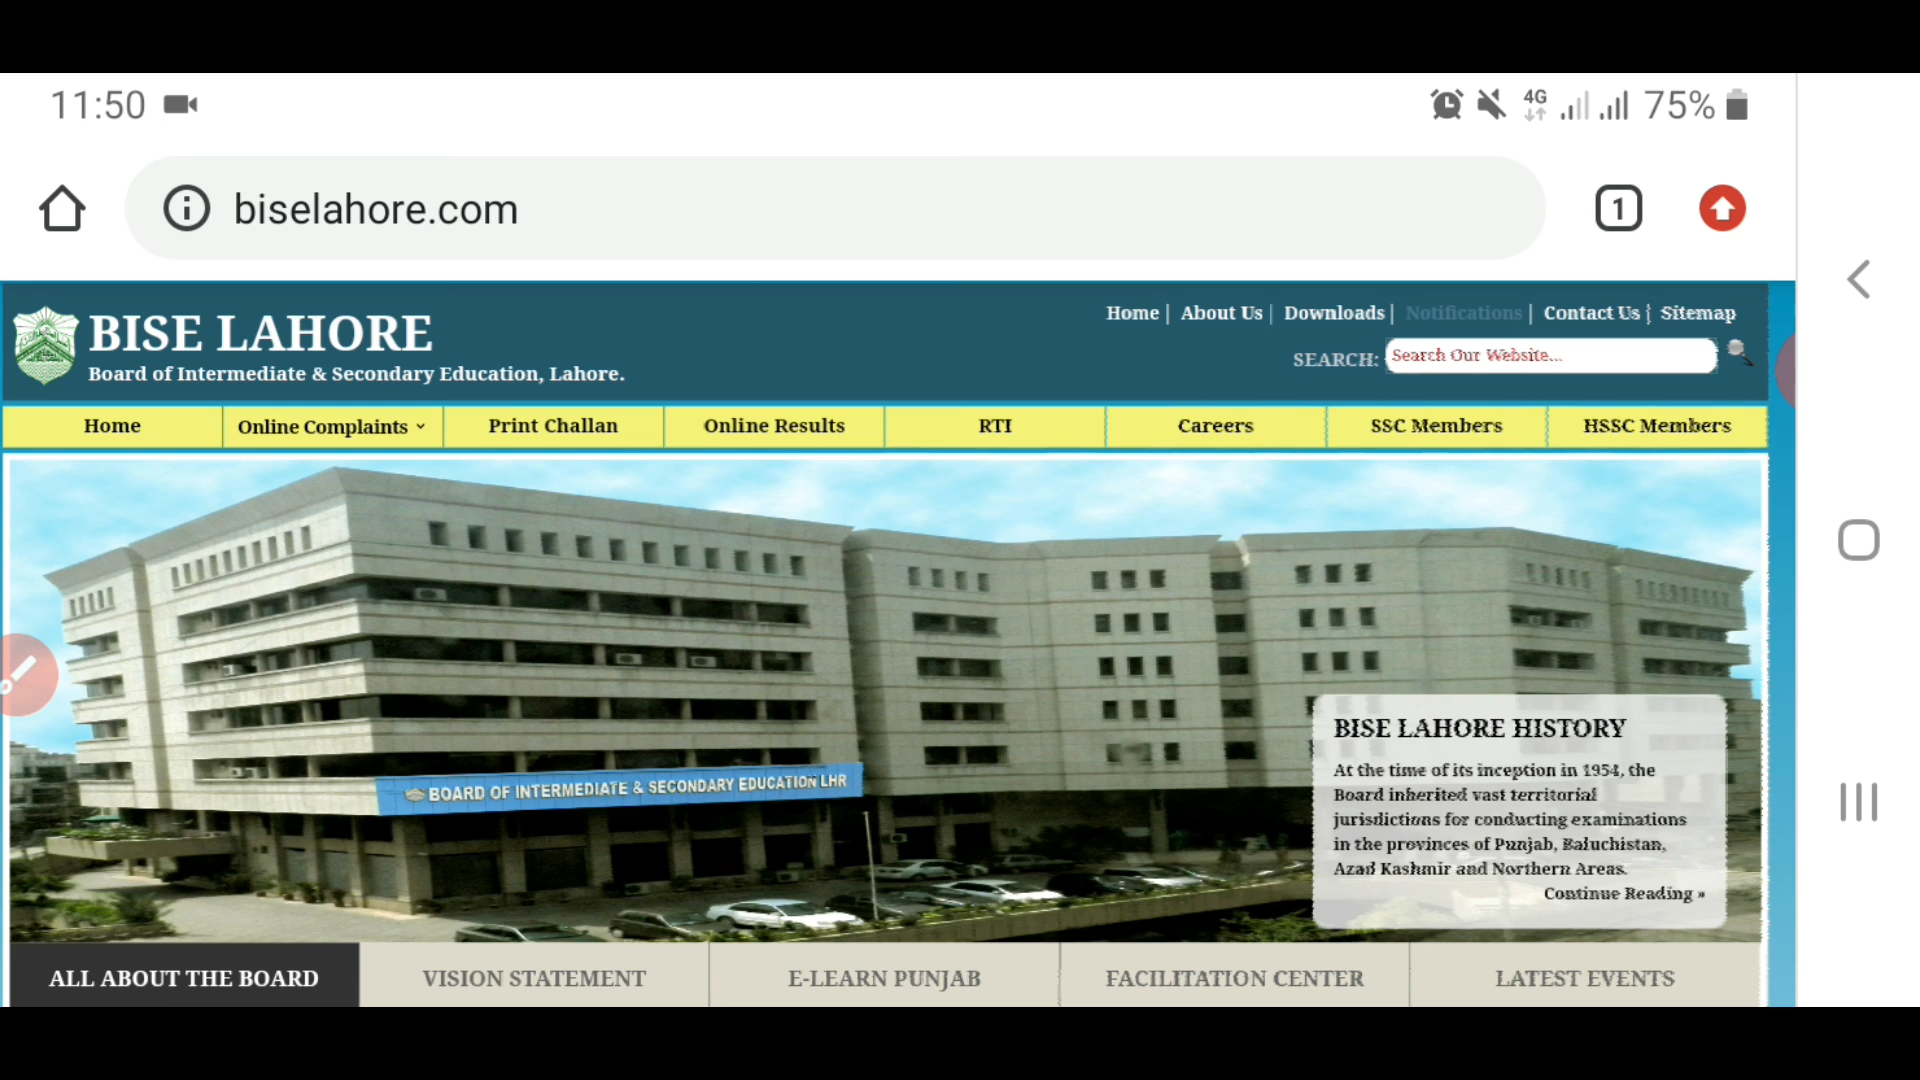 11:50
4G 75%
biselahore.com
1
BISE LAHORE
Board of Intermediate & Secondary Education, Lahore.
Home | About Us | Downloads | Notifications | Contact Us | Sitemap
SEARCH: Search Our Website...
Home Online Complaints Print Challan Online Results RTI Careers SSC Members HSSC Members
BOARD OF INTERMEDIATE & SECONDARY EDUCATION LHR
BISE LAHORE HISTORY
At the time of its inception in 1954, the
Board inherited vast territorial
jurisdictions for conducting examinations
in the provinces of Punjab, Baluchistan,
Azad Kashmir and Northern Areas.
Continue Reading »
ALL ABOUT THE BOARD VISION STATEMENT E-LEARN PUNJAB FACILITATION CENTER LATEST EVENTS